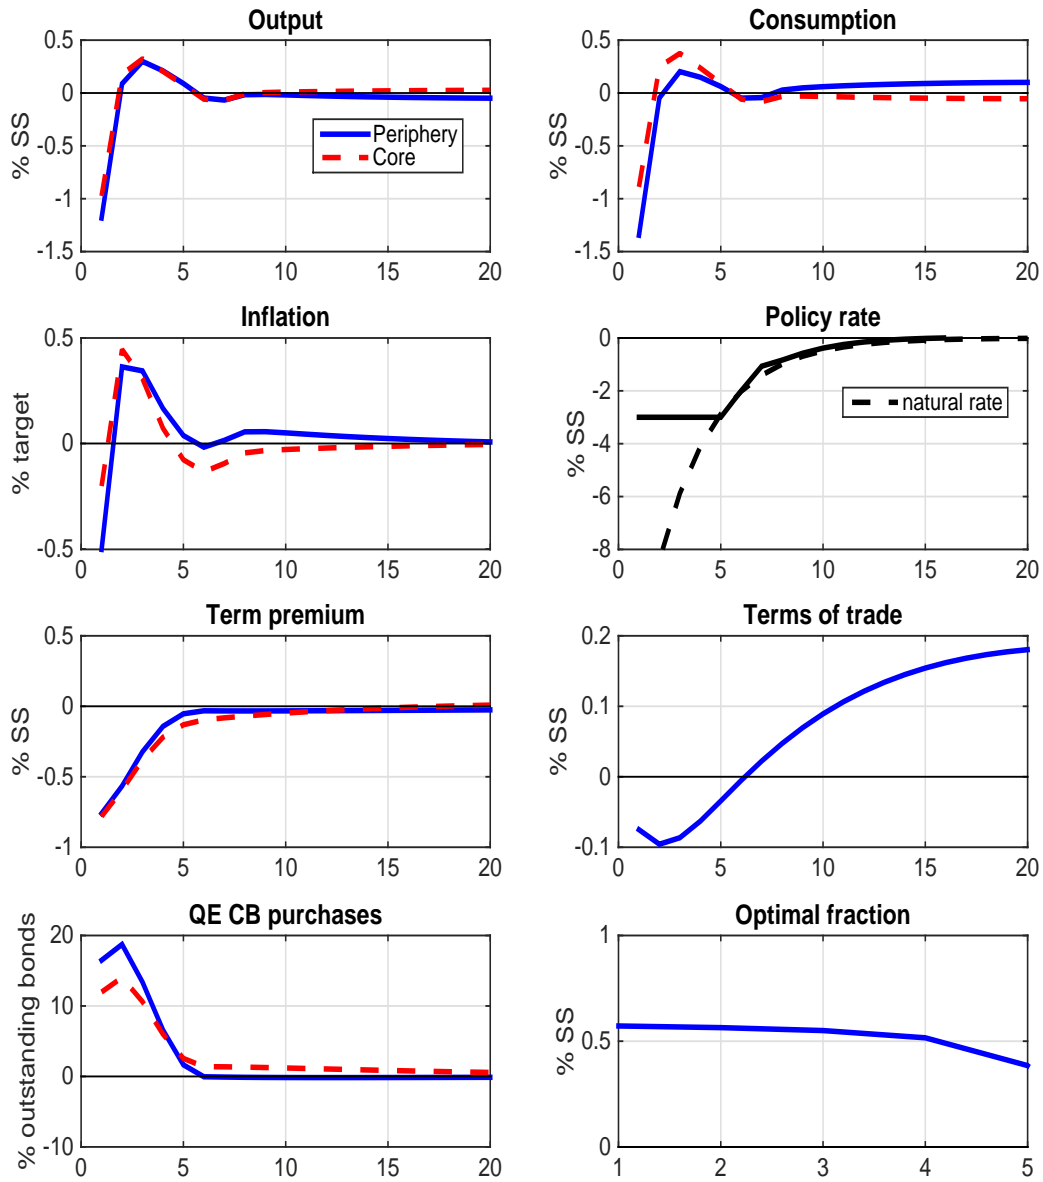 Output
0.5
0
-0.5
-1
-1.5
% SS
Periphery
Core
0 5 10 15 20
Consumption
0.5
0
-0.5
-1
-1.5
% SS
0 5 10 15 20
Inflation
0.5
0
-0.5
% target
0 5 10 15 20
Policy rate
0
-2
-4
-6
-8
% SS
natural rate
0 5 10 15 20
Term premium
0.5
0
-0.5
-1
% SS
0 5 10 15 20
Terms of trade
0.2
0.1
0
-0.1
% SS
0 5 10 15 20
QE CB purchases
20
10
0
-10
% outstanding bonds
0 5 10 15 20
Optimal fraction
1
0.5
0
% SS
1 2 3 4 5